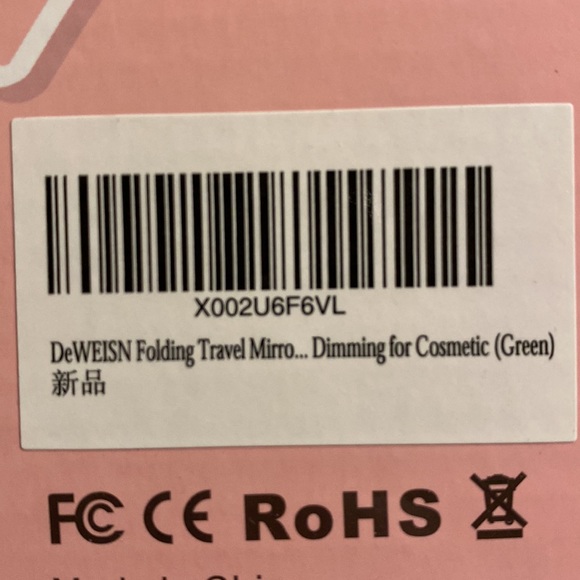 X002U6F6VL
DeWEISN Folding Travel Mirro... Dimming for Cosmetic (Green)
新品
FC CE RoHS